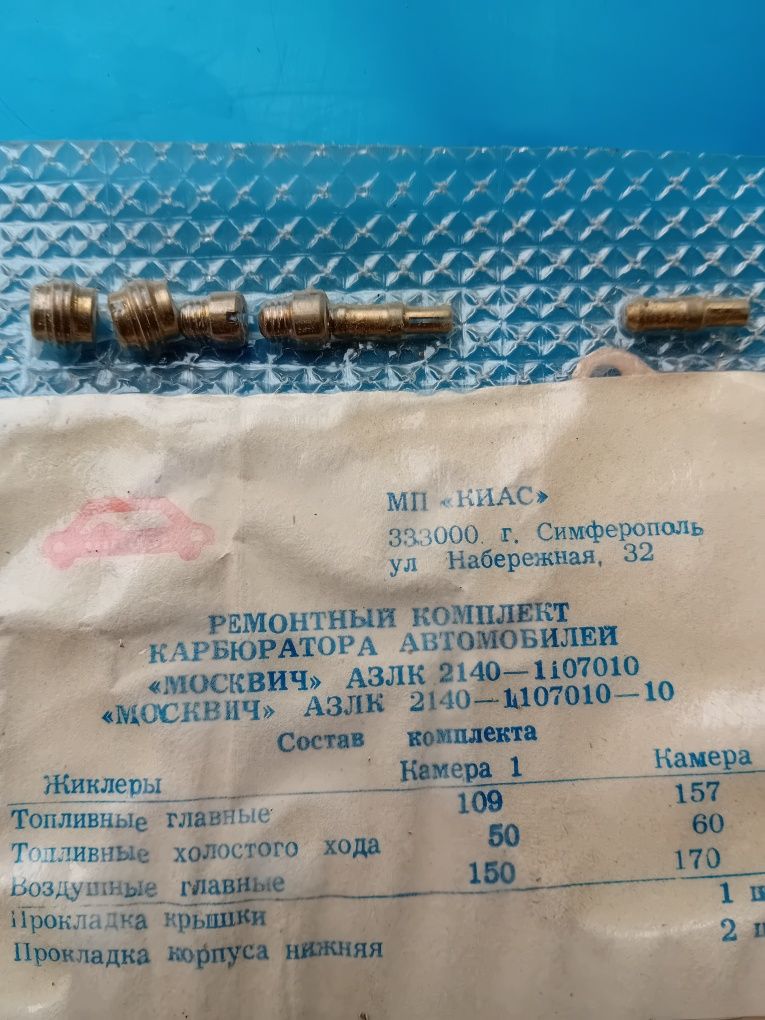 МП «КИАС»
333000. г. Симферополь
ул Набережная, 32
РЕМОНТНЫЙ КОМПЛЕКТ
КАРБЮРАТОРА АВТОМОБИЛЕЙ
«МОСКВИЧ» АЗЛК 2140—1107010
«МОСКВИЧ» АЗЛК 2140—1107010—10
Состав комплекта
Жиклеры Камера 1 Камера
Топливные главные 109 157
Топливные холостого хода 50 60
Воздушные главные 150 170
Прокладка крышки 1 ш
Прокладка корпуса нижняя 2 ш